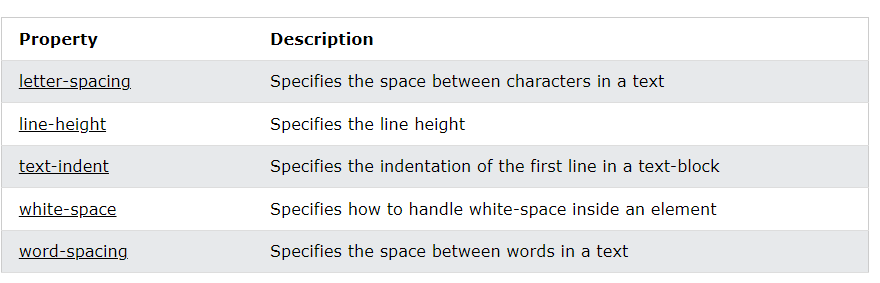 Property Description
letter-spacing Specifies the space between characters in a text
line-height Specifies the line height
text-indent Specifies the indentation of the first line in a text-block
white-space Specifies how to handle white-space inside an element
word-spacing Specifies the space between words in a text